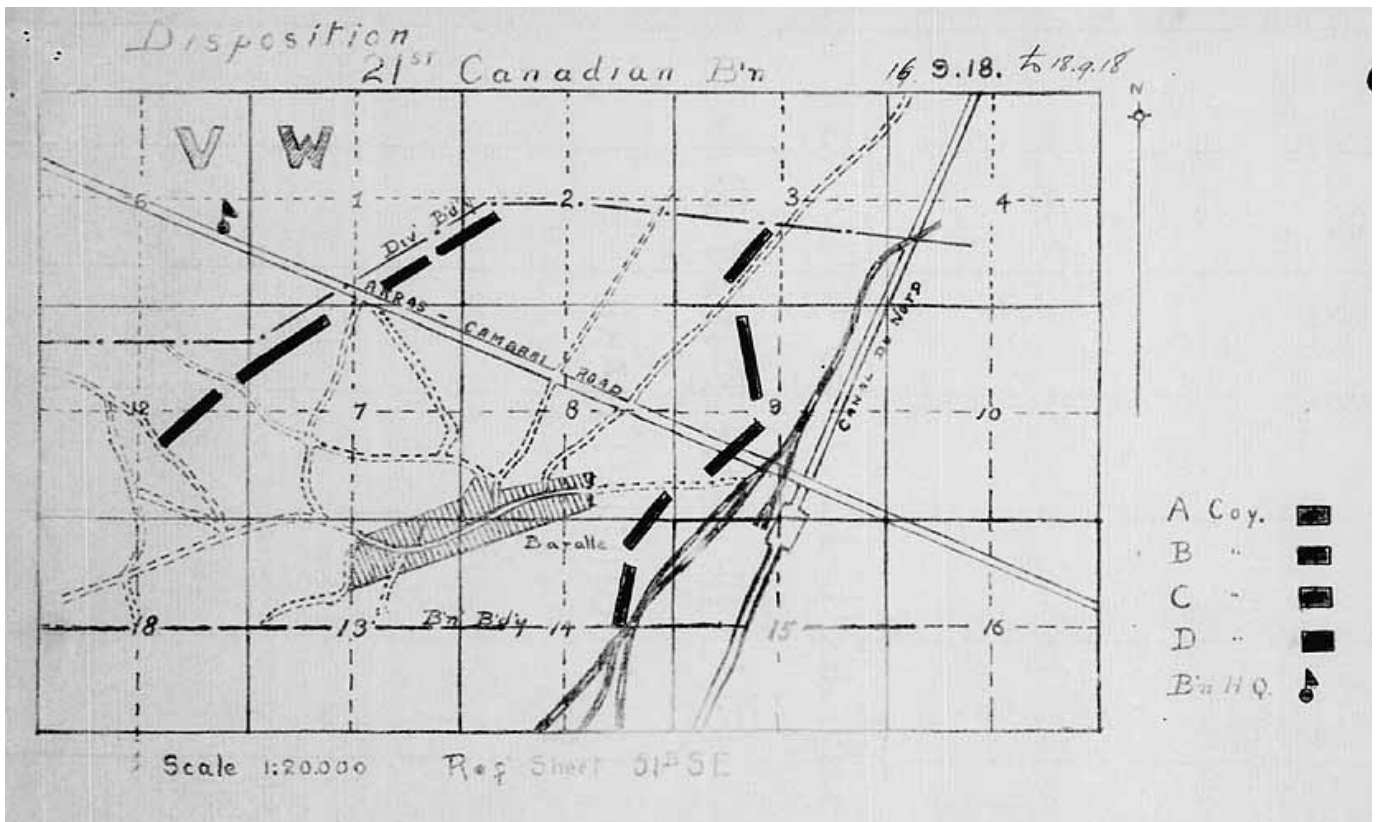 Disposition
21ST Canadian B'n 16 9.18. to 18.9.18
N
V W
6 1 2. 3 4
Div. B'd'y
ARRAS - CAMBRAI ROAD
CANAL DU NORD
12 7 8 9 10
Baralle
18 13 B'n B'd'y 14 15 16
A Coy.
B "
C "
D "
B'n H Q.
Scale 1:20.000 Ref Sheet 51B SE